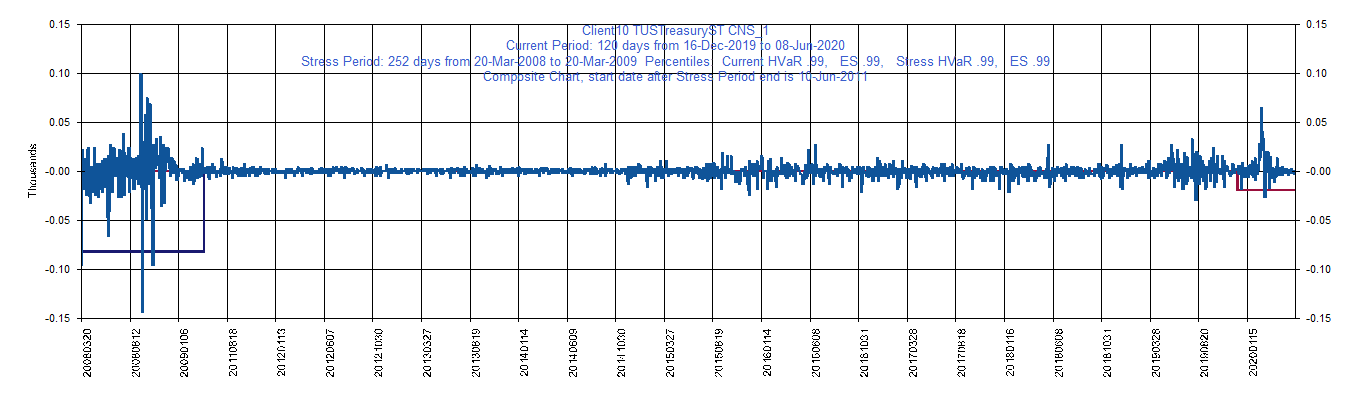 Client10 TUSTreasuryST CNS_1
Current Period: 120 days from 16-Dec-2019 to 08-Jun-2020
Stress Period: 252 days from 20-Mar-2008 to 20-Mar-2009 Percentiles: Current HVaR .99, ES .99, Stress HVaR .99, ES .99
Composite Chart, start date after Stress Period end is 10-Jun-2011
0.15 0.15
0.10 0.10
0.05 0.05
-0.00 -0.00
-0.05 -0.05
-0.10 -0.10
-0.15 -0.15
Thousands
20080320 20080812 20090106 20110818 20120113 20120607 20121030 20130327 20130819 20140114 20140609 20141030 20150327 20150819 20160114 20160608 20161031 20170328 20170818 20180116 20180608 20181031 20190328 20190820 20200115